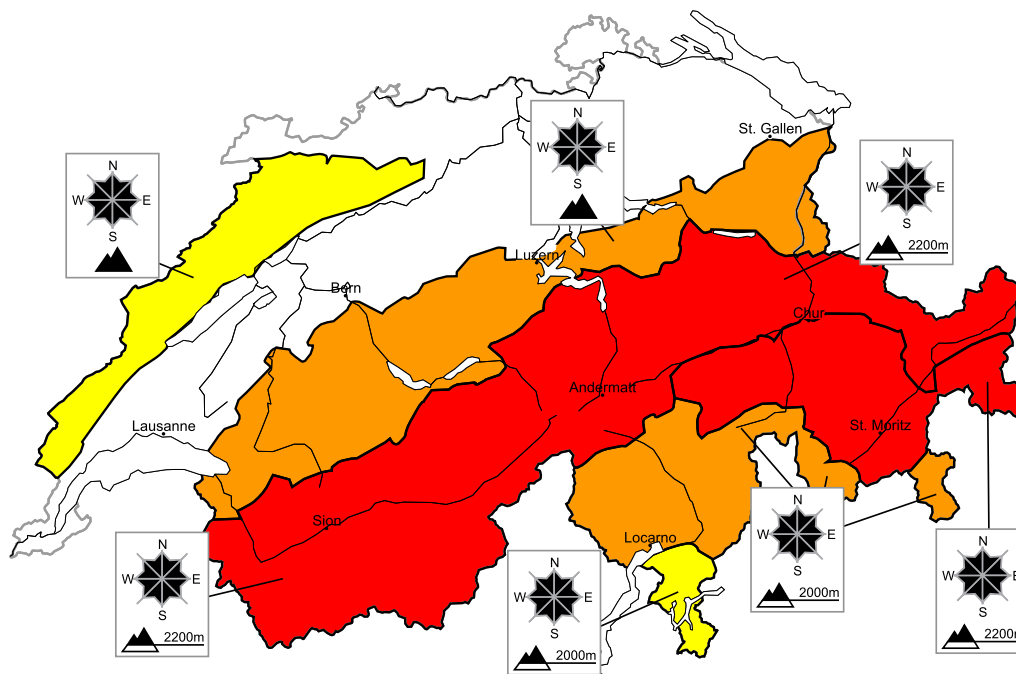 N
St. Gallen
W E
S
N
W E
S
N
W E
S
2200m
Luzern
Bern
Chur
Andermatt
Lausanne
St. Moritz
Sion
Locarno
N
W E
S
2000m
N
W E
S
2200m
N
W E
S
2000m
N
W E
S
2200m